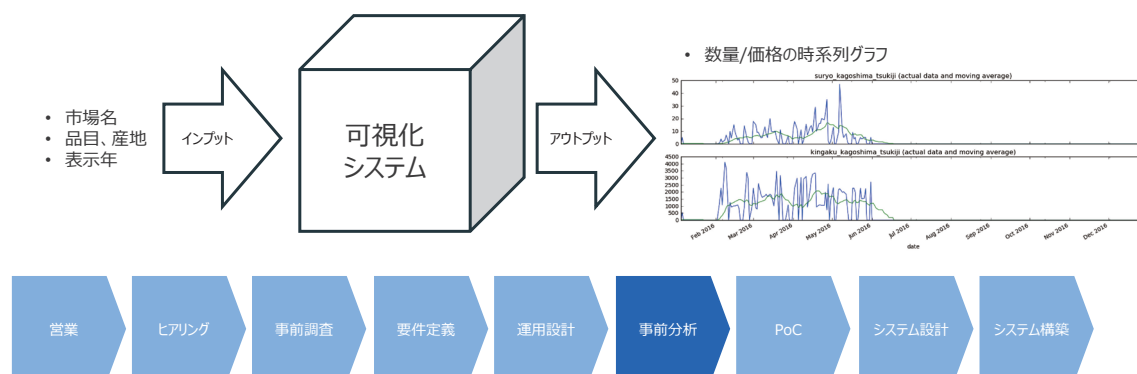 • 市場名
• 品目、産地
• 表示年
インプット
可視化
システム
アウトプット
• 数量/価格の時系列グラフ
suryo_kagoshima_tsukiji (actual data and moving average)
50
40
30
20
10
0
kingaku_kagoshima_tsukiji (actual data and moving average)
4500
4000
3500
3000
2500
2000
1500
1000
500
0
Feb 2016
Mar 2016
Apr 2016
May 2016
Jun 2016
Jul 2016
Aug 2016
Sep 2016
Oct 2016
Nov 2016
Dec 2016
date
営業
ヒアリング
事前調査
要件定義
運用設計
事前分析
PoC
システム設計
システム構築